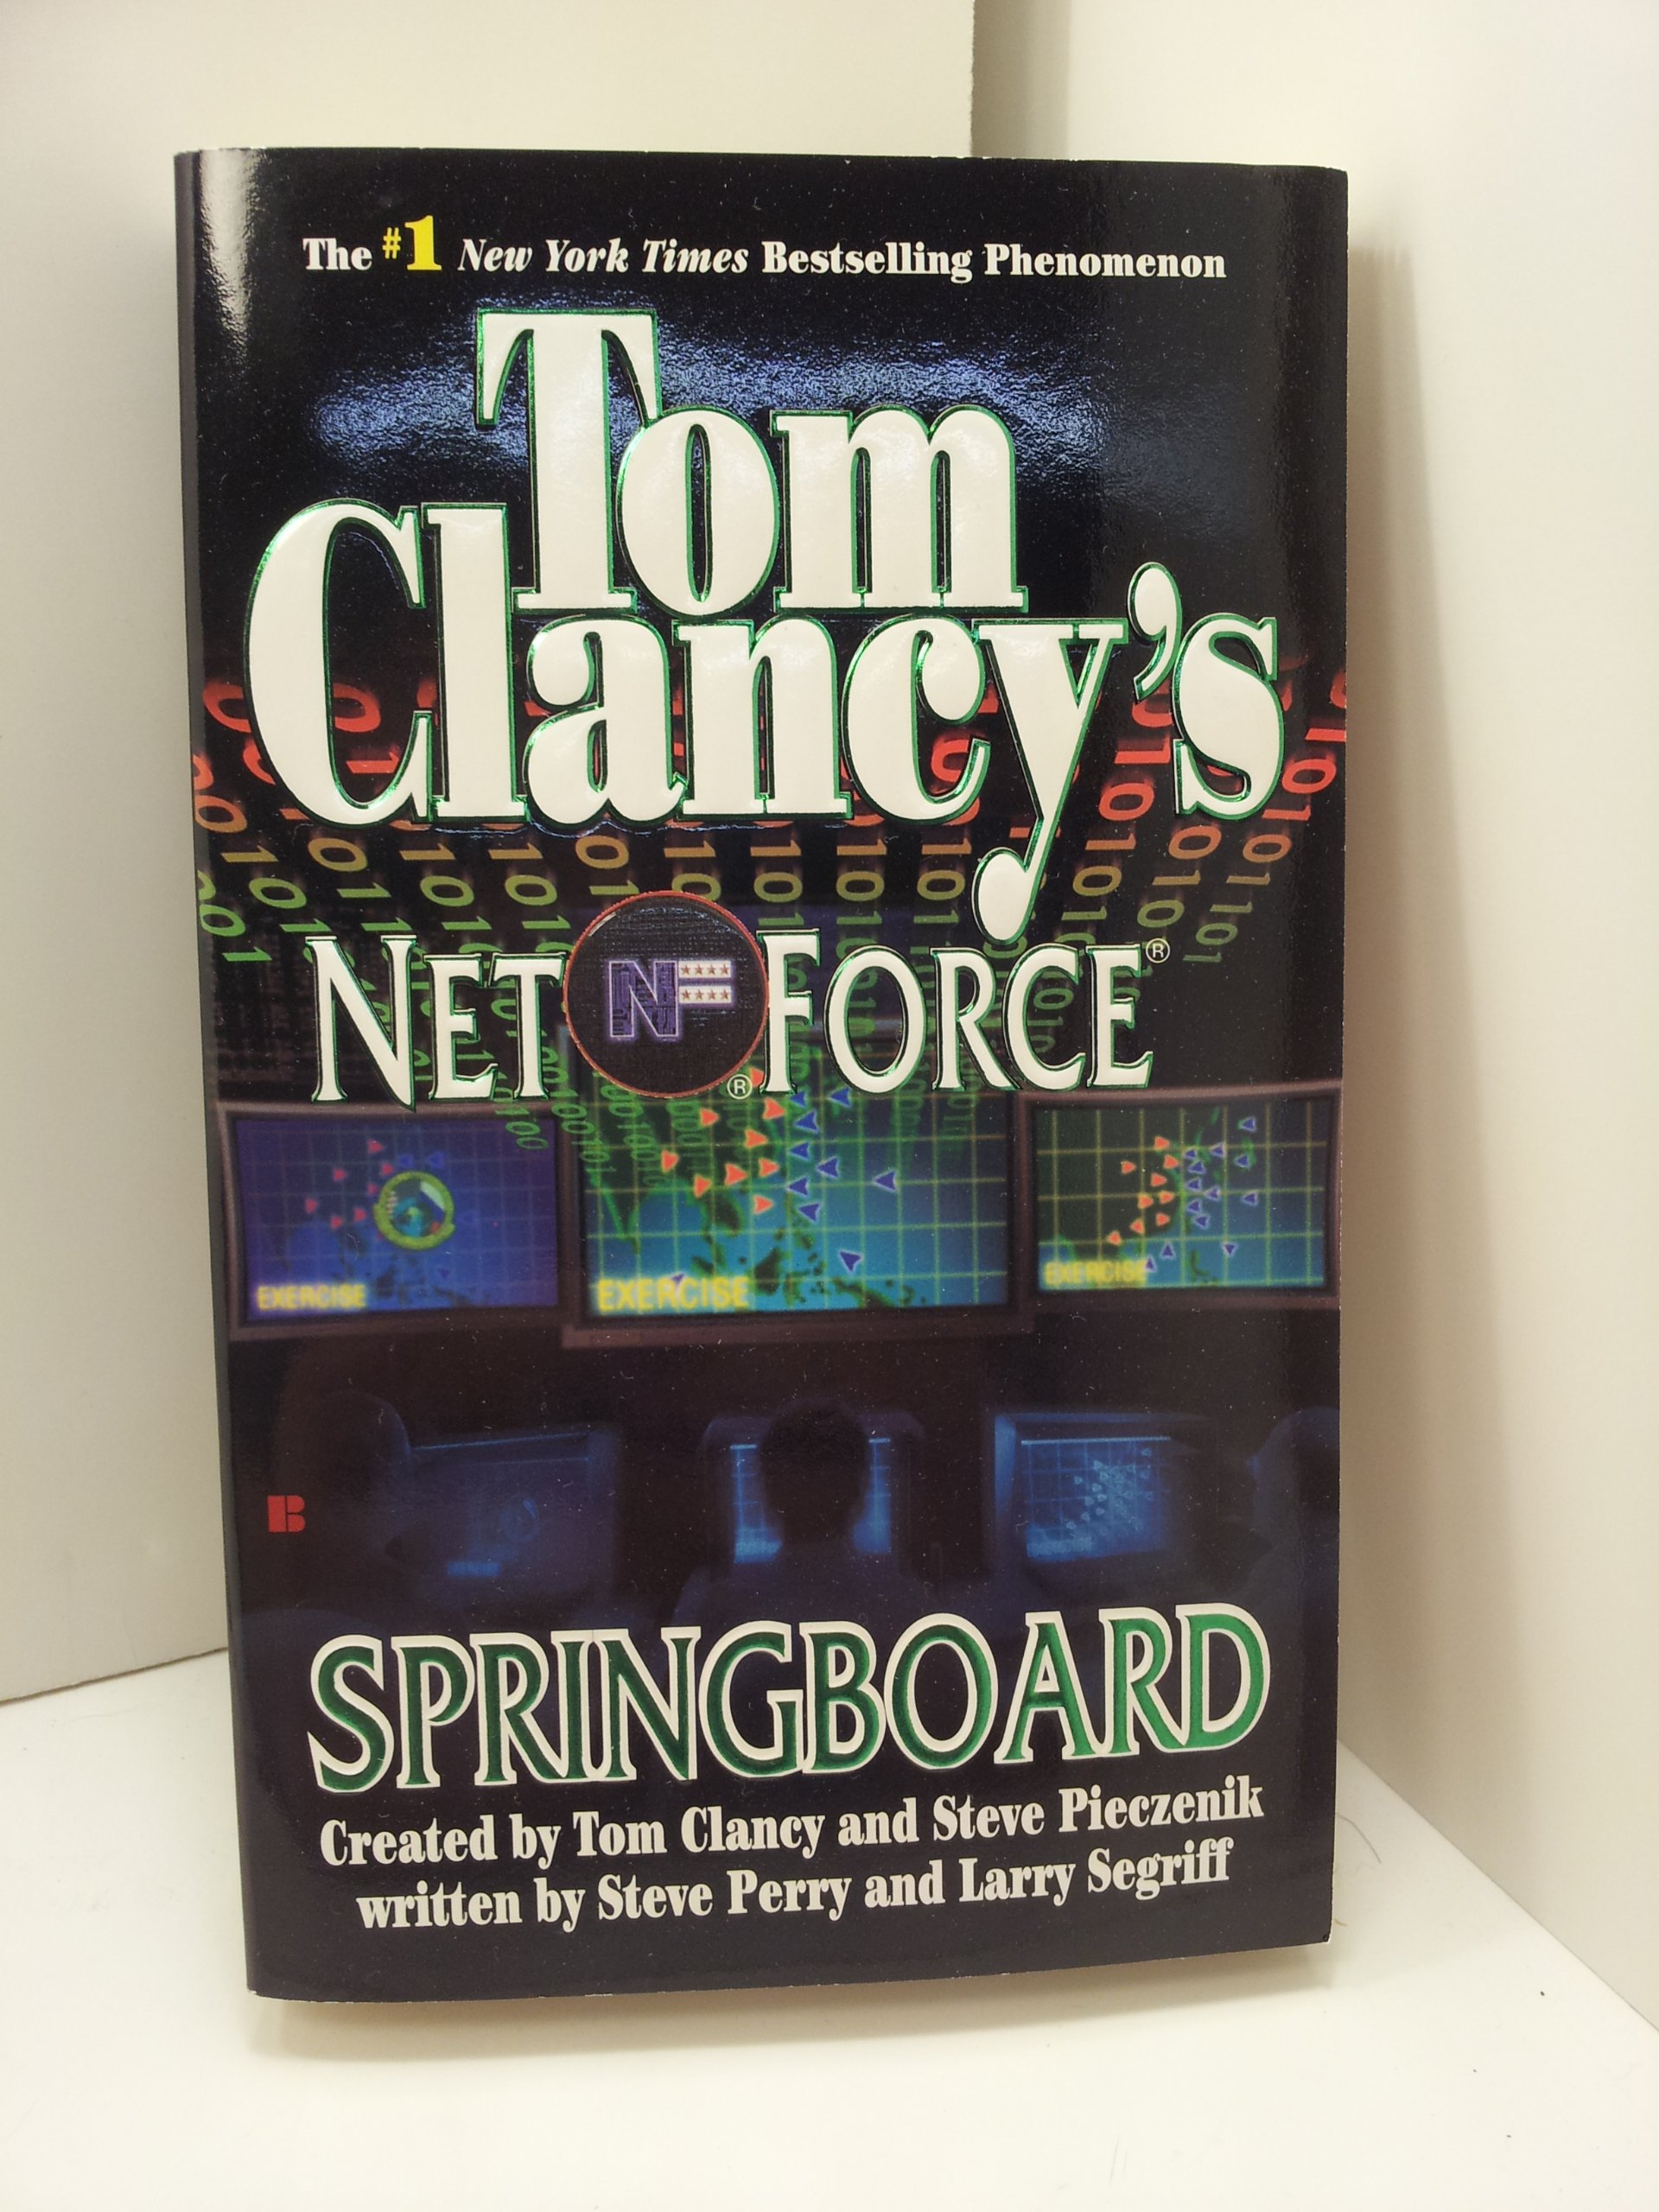 The #1 New York Times Bestselling Phenomenon
Tom
Clancy's
NET NF® FORCE®
EXERCISE EXERCISE EXERCISE
B
SPRINGBOARD
Created by Tom Clancy and Steve Pieczenik
written by Steve Perry and Larry Segriff